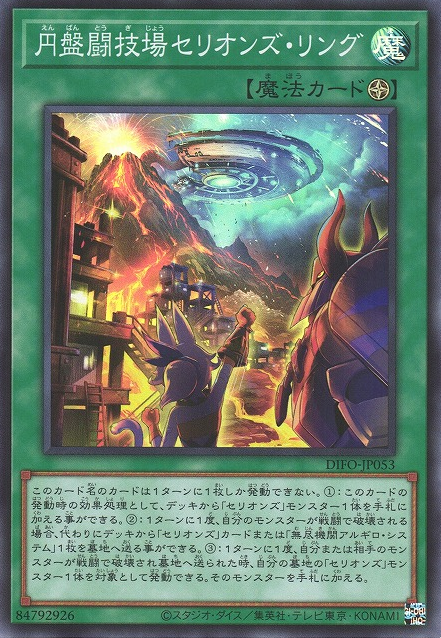 円盤闘技場セリオンズ・リング
魔
【魔法カード】
DIFO-JP053
このカード名のカードは1ターンに1枚しか発動できない。①:このカードの
発動時の効果処理として、デッキから「セリオンズ」モンスター1体を手札に
加える事ができる。②:1ターンに1度、自分のモンスターが戦闘で破壊され
る場合、代わりにデッキから「セリオンズ」カードまたは「無尽機関アルギロ・シス
テム」1枚を墓地へ送る事ができる。③:1ターンに1度、自分または相手のモン
スターが戦闘で破壊され墓地へ送られた時、自分の墓地の「セリオンズ」モンスタ
ー1体を対象として発動できる。そのモンスターを手札に加える。
84792926
©スタジオ・ダイス/集英社・テレビ東京・KONAMI